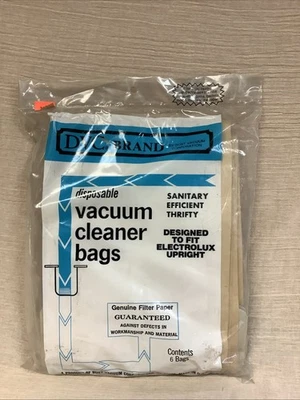 DVC BRAND
disposable
vacuum
cleaner
bags
SANITARY
EFFICIENT
THRIFTY
DESIGNED
TO FIT
ELECTROLUX
UPRIGHT
Genuine Filter Paper
GUARANTEED
AGAINST DEFECTS IN
WORKMANSHIP AND MATERIAL
Contents
6 Bags